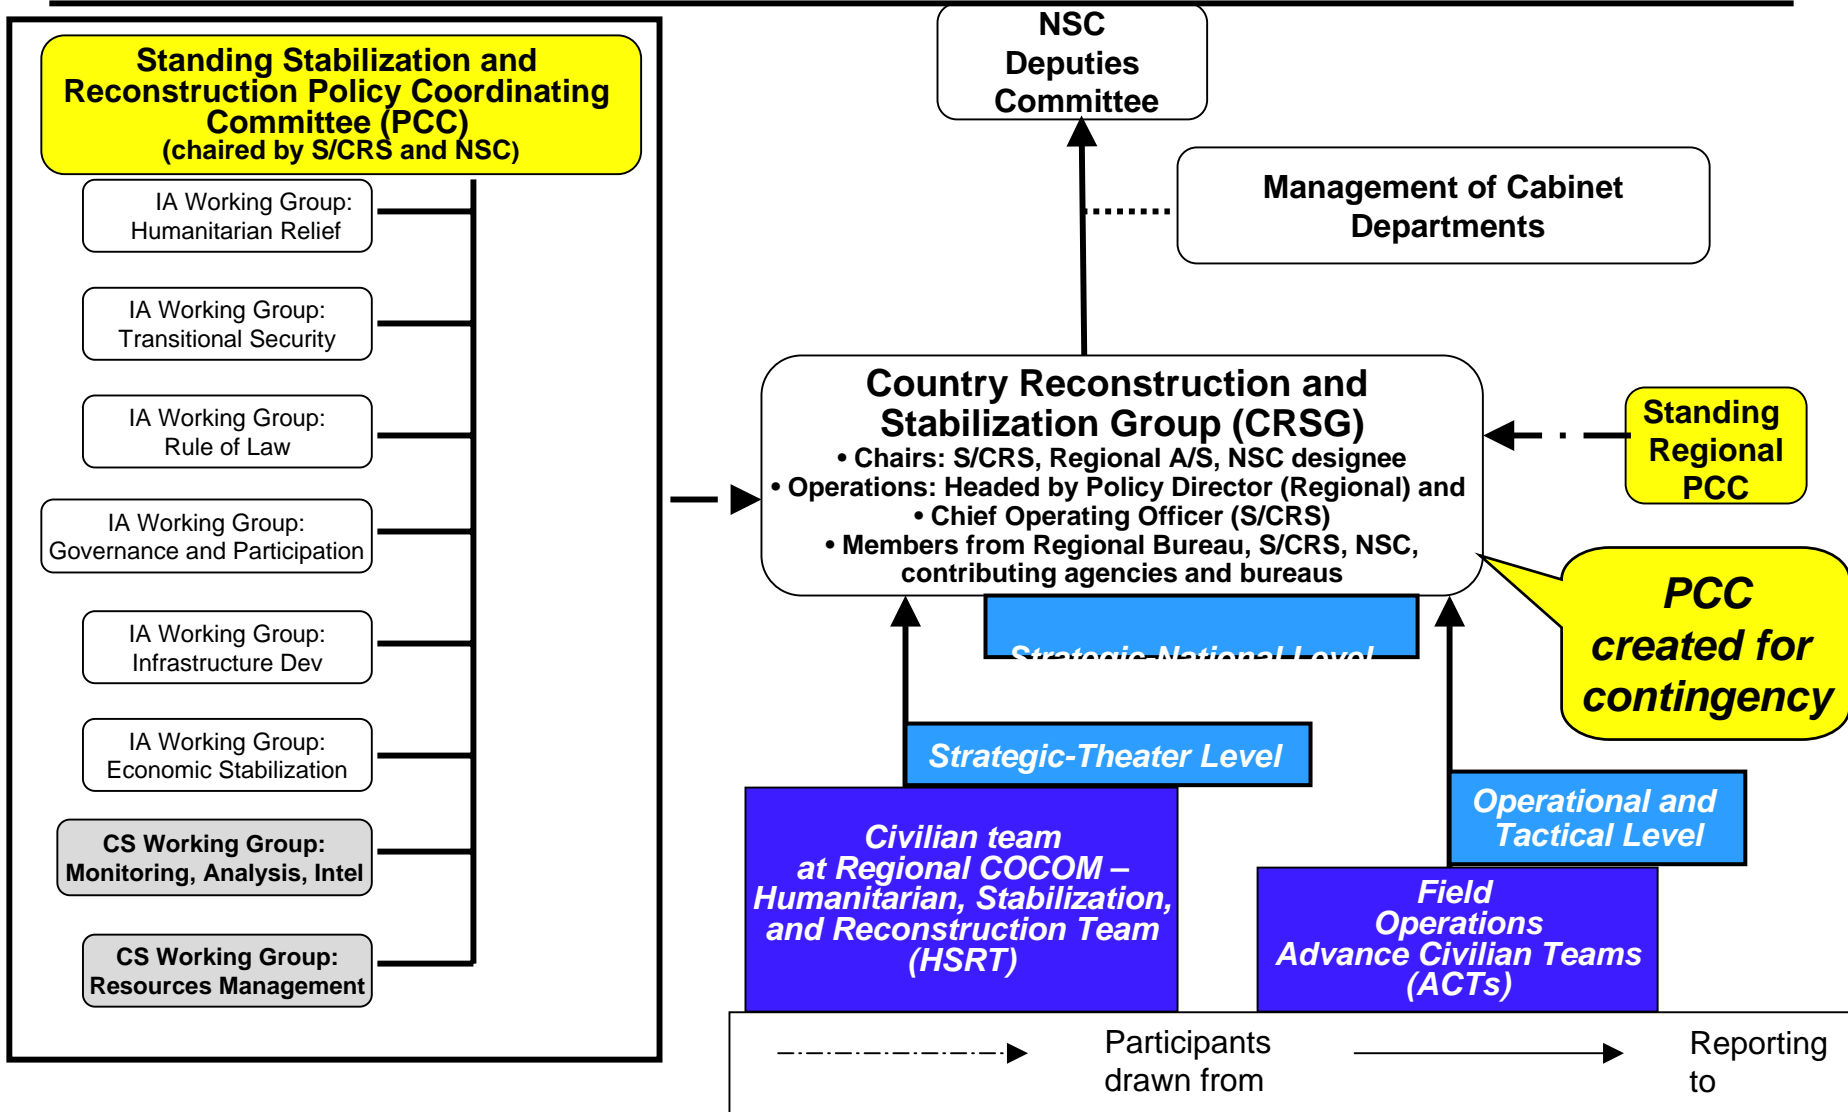 Standing Stabilization and
Reconstruction Policy Coordinating
Committee (PCC)
(chaired by S/CRS and NSC)
IA Working Group:
Humanitarian Relief
IA Working Group:
Transitional Security
IA Working Group:
Rule of Law
IA Working Group:
Governance and Participation
IA Working Group:
Infrastructure Dev
IA Working Group:
Economic Stabilization
CS Working Group:
Monitoring, Analysis, Intel
CS Working Group:
Resources Management
NSC
Deputies
Committee
Management of Cabinet
Departments
Country Reconstruction and
Stabilization Group (CRSG)
• Chairs: S/CRS, Regional A/S, NSC designee
• Operations: Headed by Policy Director (Regional) and
• Chief Operating Officer (S/CRS)
• Members from Regional Bureau, S/CRS, NSC,
contributing agencies and bureaus
Standing
Regional
PCC
PCC
created for
contingency
Strategic-National Level
Strategic-Theater Level
Operational and
Tactical Level
Civilian team
at Regional COCOM –
Humanitarian, Stabilization,
and Reconstruction Team
(HSRT)
Field
Operations
Advance Civilian Teams
(ACTs)
Participants
drawn from
Reporting
to